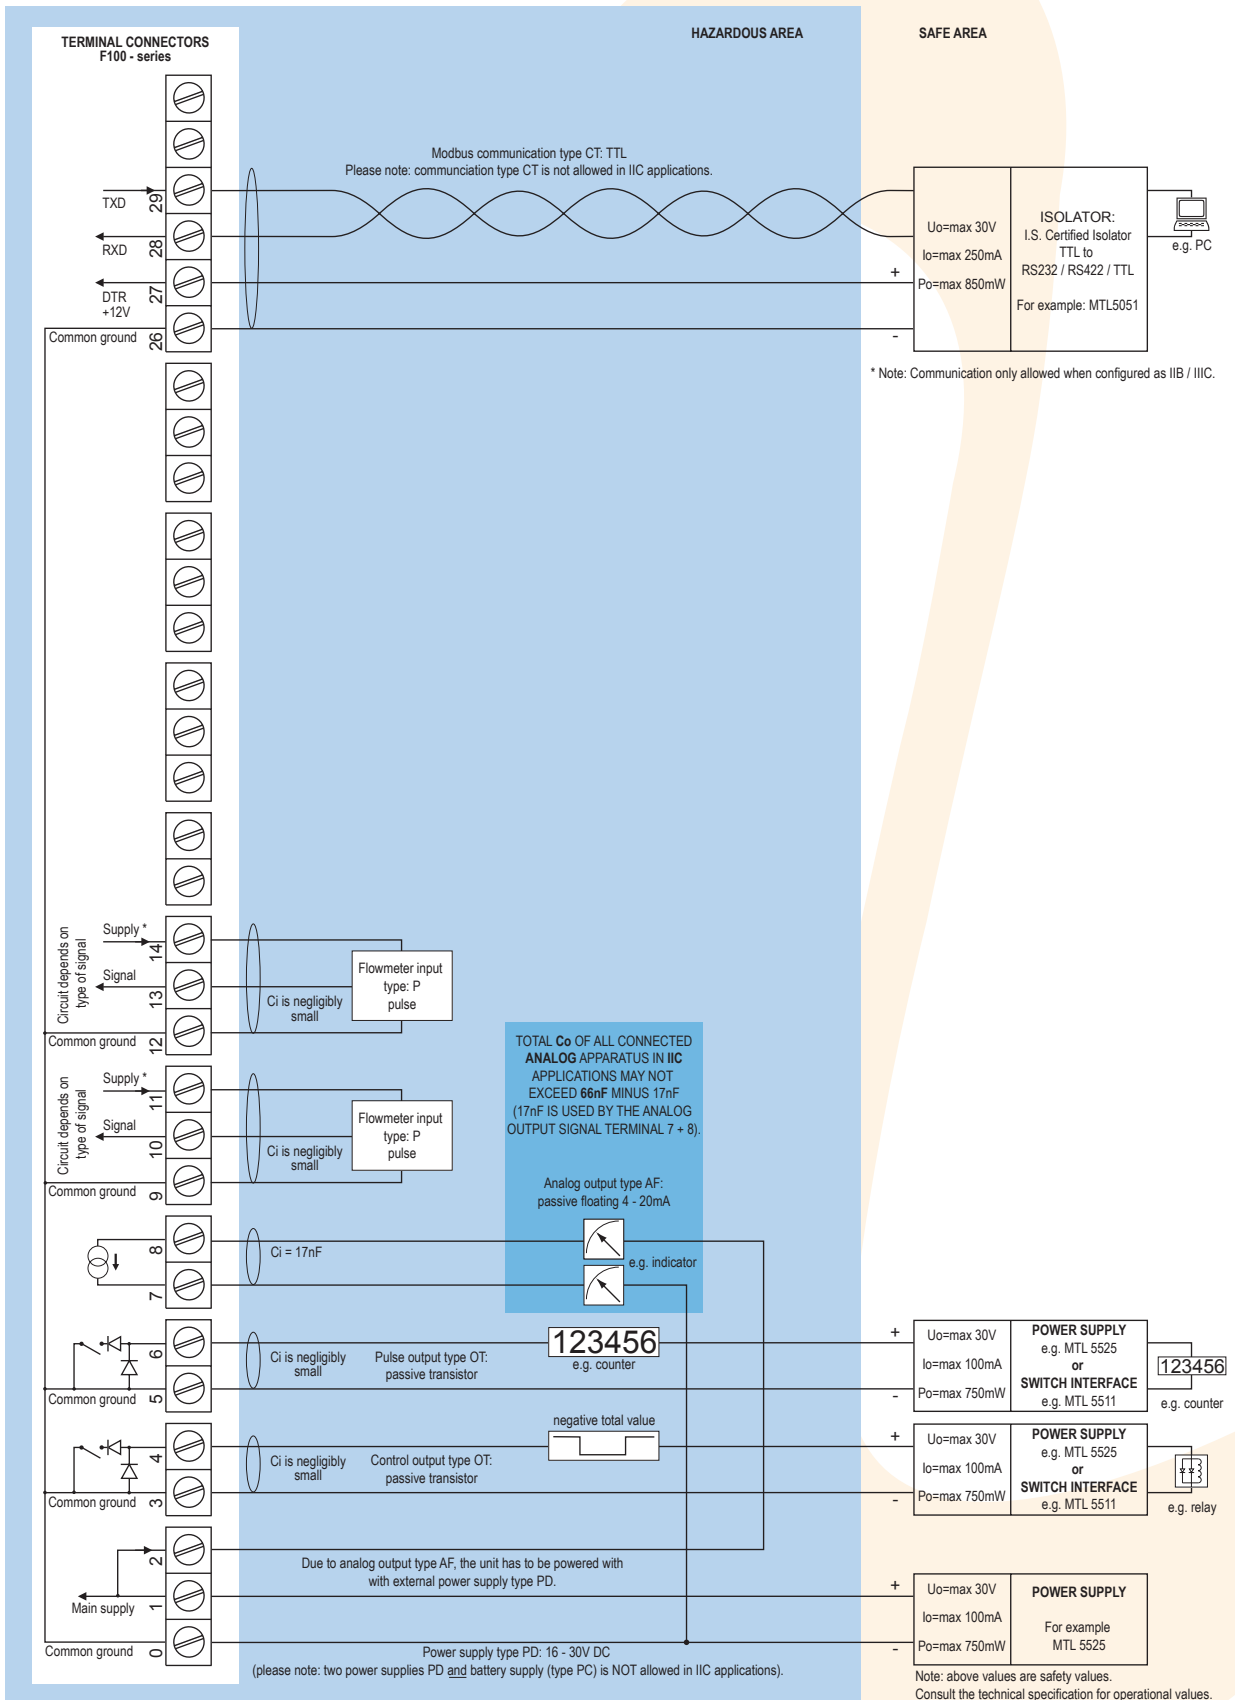 HAZARDOUS AREA
SAFE AREA
TERMINAL CONNECTORS
F100 - series
Modbus communication type CT: TTL
Please note: communciation type CT is not allowed in IIC applications.
TXD
29
RXD
28
DTR
+12V
27
Common ground
26
+
-
Uo=max 30V
Io=max 250mA
Po=max 850mW
ISOLATOR:
I.S. Certified Isolator
TTL to
RS232 / RS422 / TTL
For example: MTL5051
e.g. PC
* Note: Communication only allowed when configured as IIB / IIIC.
Circuit depends on
type of signal
Supply *
14
Signal
13
Common ground
12
Ci is negligibly
small
Flowmeter input
type: P
pulse
Circuit depends on
type of signal
Supply *
11
Signal
10
Common ground
9
Ci is negligibly
small
Flowmeter input
type: P
pulse
TOTAL Co OF ALL CONNECTED
ANALOG APPARATUS IN IIC
APPLICATIONS MAY NOT
EXCEED 66nF MINUS 17nF
(17nF IS USED BY THE ANALOG
OUTPUT SIGNAL TERMINAL 7 + 8).
Analog output type AF:
passive floating 4 - 20mA
8
7
Ci = 17nF
e.g. indicator
6
Common ground
5
Ci is negligibly
small
Pulse output type OT:
passive transistor
123456
e.g. counter
+
-
Uo=max 30V
Io=max 100mA
Po=max 750mW
POWER SUPPLY
e.g. MTL 5525
or
SWITCH INTERFACE
e.g. MTL 5511
123456
e.g. counter
4
Common ground
3
Ci is negligibly
small
Control output type OT:
passive transistor
negative total value
+
-
Uo=max 30V
Io=max 100mA
Po=max 750mW
POWER SUPPLY
e.g. MTL 5525
or
SWITCH INTERFACE
e.g. MTL 5511
e.g. relay
2
Main supply
1
Common ground
0
Due to analog output type AF, the unit has to be powered with
with external power supply type PD.
Power supply type PD: 16 - 30V DC
(please note: two power supplies PD and battery supply (type PC) is NOT allowed in IIC applications).
+
-
Uo=max 30V
Io=max 100mA
Po=max 750mW
POWER SUPPLY
For example
MTL 5525
Note: above values are safety values.
Consult the technical specification for operational values.